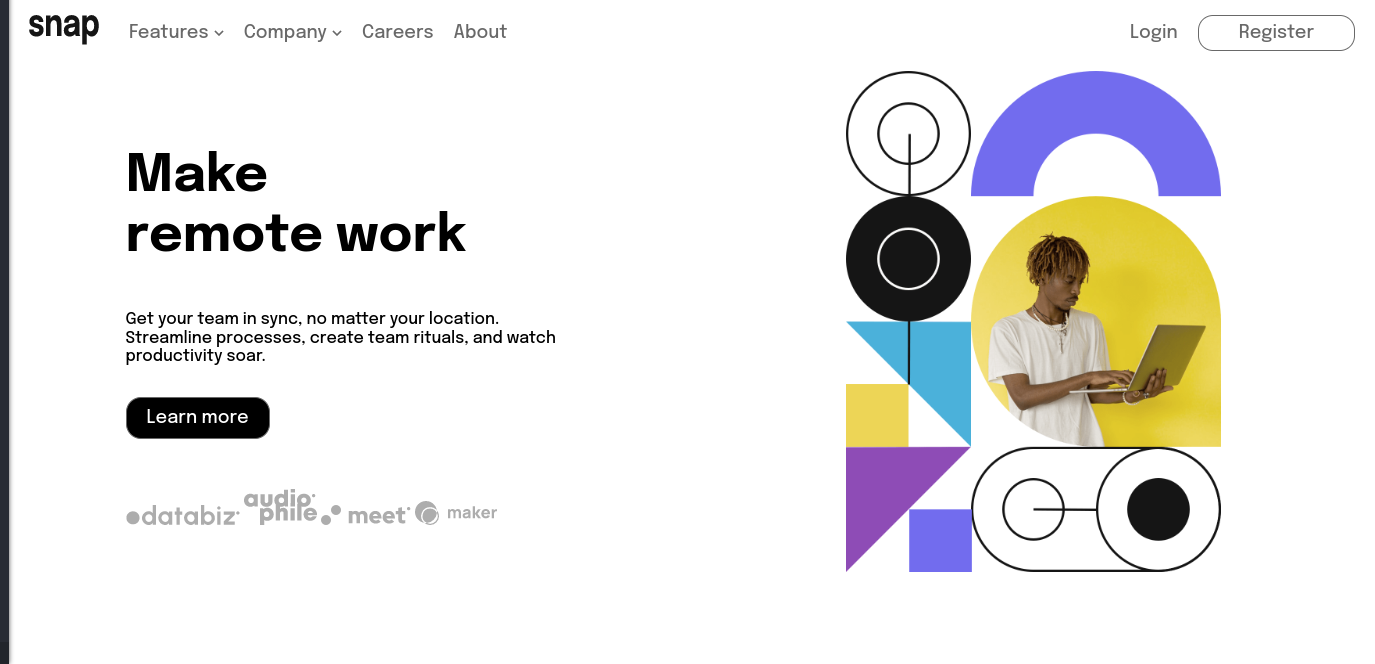 snap Features Company Careers About Login Register
Make
remote work
Get your team in sync, no matter your location.
Streamline processes, create team rituals, and watch
productivity soar.
Learn more
databiz audiophile meet maker